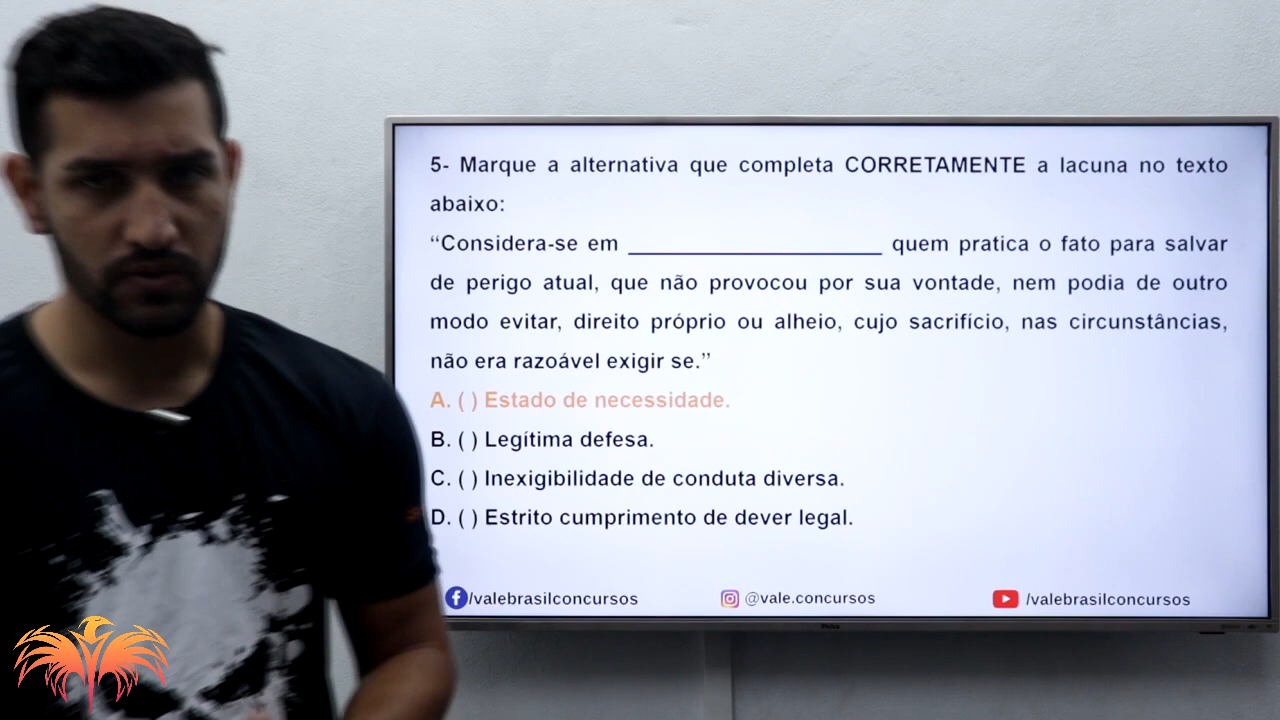 5- Marque a alternativa que completa CORRETAMENTE a lacuna no texto
abaixo:
“Considera-se em ______________________ quem pratica o fato para salvar
de perigo atual, que não provocou por sua vontade, nem podia de outro
modo evitar, direito próprio ou alheio, cujo sacrifício, nas circunstâncias,
não era razoável exigir se.”
A. ( ) Estado de necessidade.
B. ( ) Legítima defesa.
C. ( ) Inexigibilidade de conduta diversa.
D. ( ) Estrito cumprimento de dever legal.
/valebrasilconcursos @vale.concursos /valebrasilconcursos